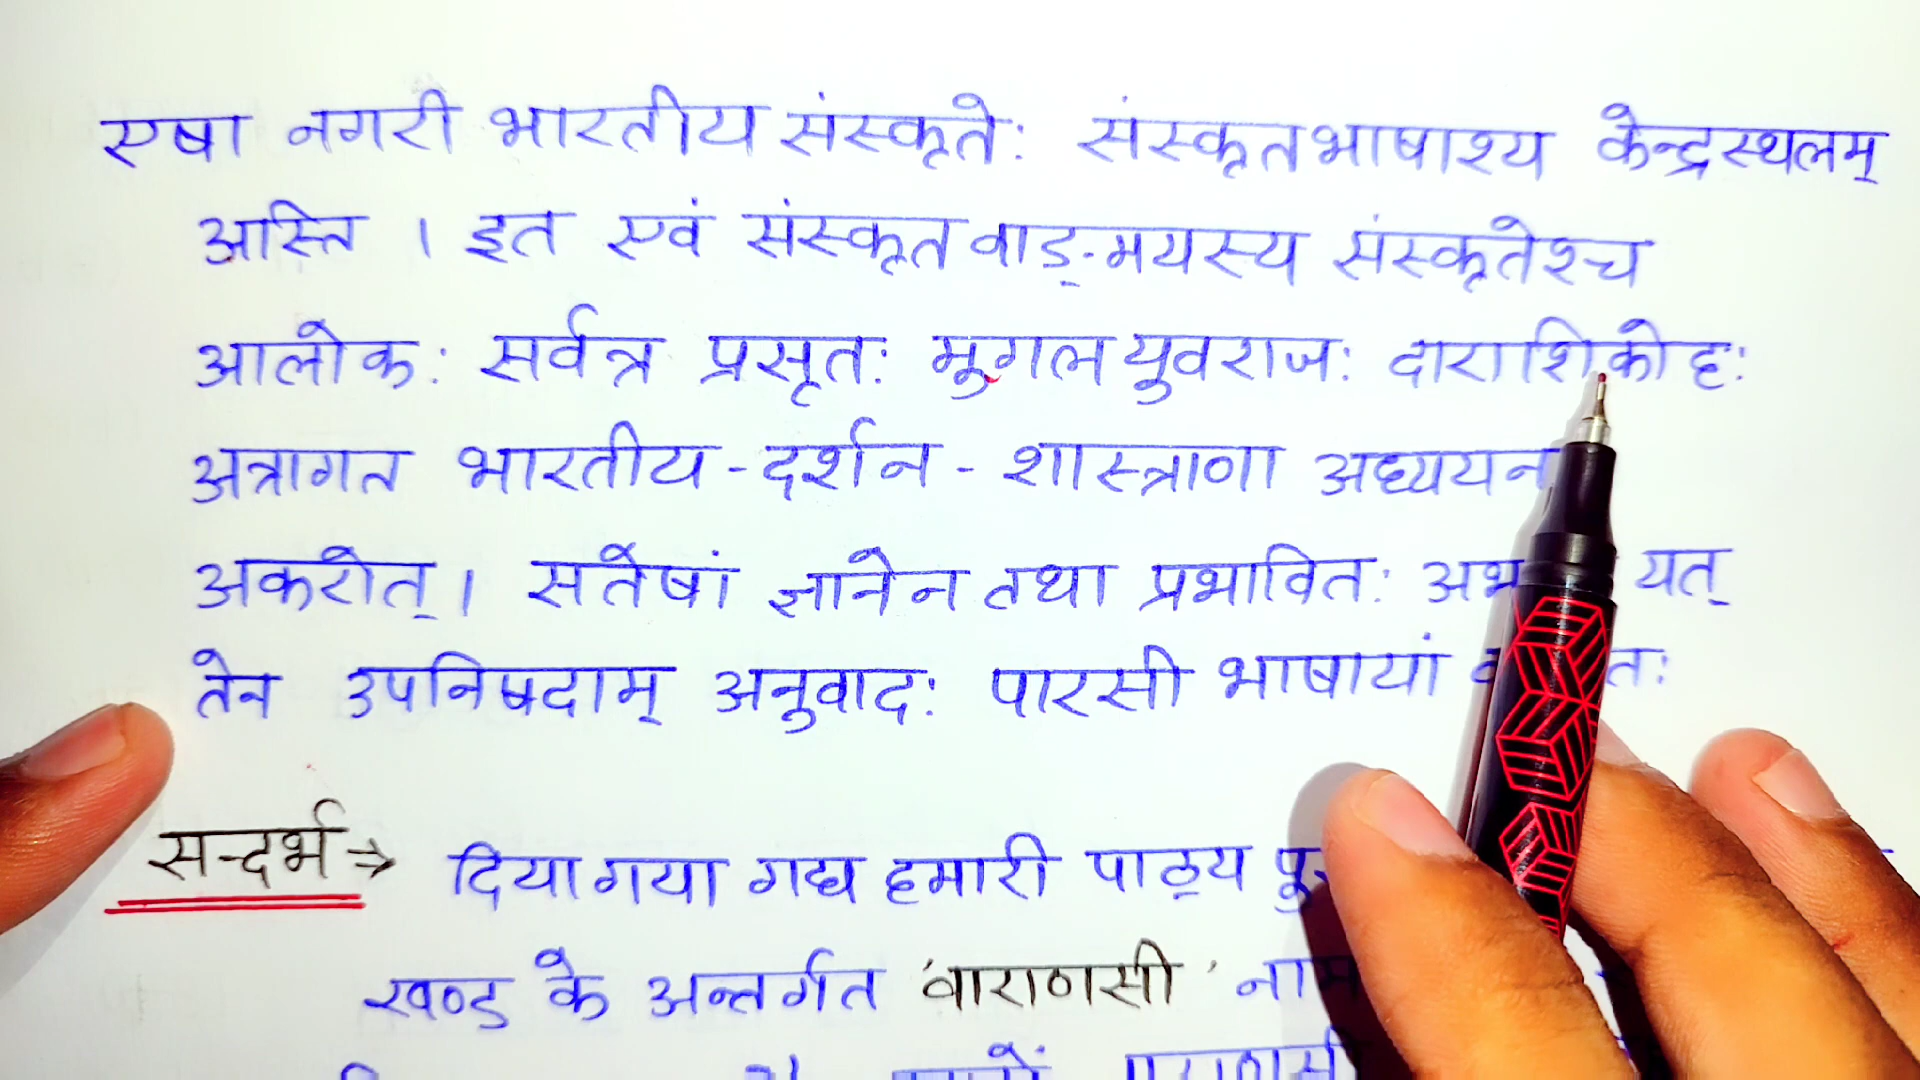 एषा नगरी भारतीय संस्कृते: संस्कृतभाषाश्य केन्द्रस्थलम्
अस्ति । इत एवं संस्कृत वाड्-मयस्य संस्कृतेश्च
आलोक: सर्वत्र प्रसृत: मुगल युवराज: दाराशिकोह:
अत्रागत भारतीय - दर्शन - शास्त्राणा अध्ययन
अकरोत् । सतेषां ज्ञानेन तथा प्रभावित: यत्
तेन उपनिषदाम् अनुवाद: पारसी भाषायां
सन्दर्भ → दिया गया गद्य हमारी पाठ्य
खण्ड के अन्तर्गत 'वाराणसी'